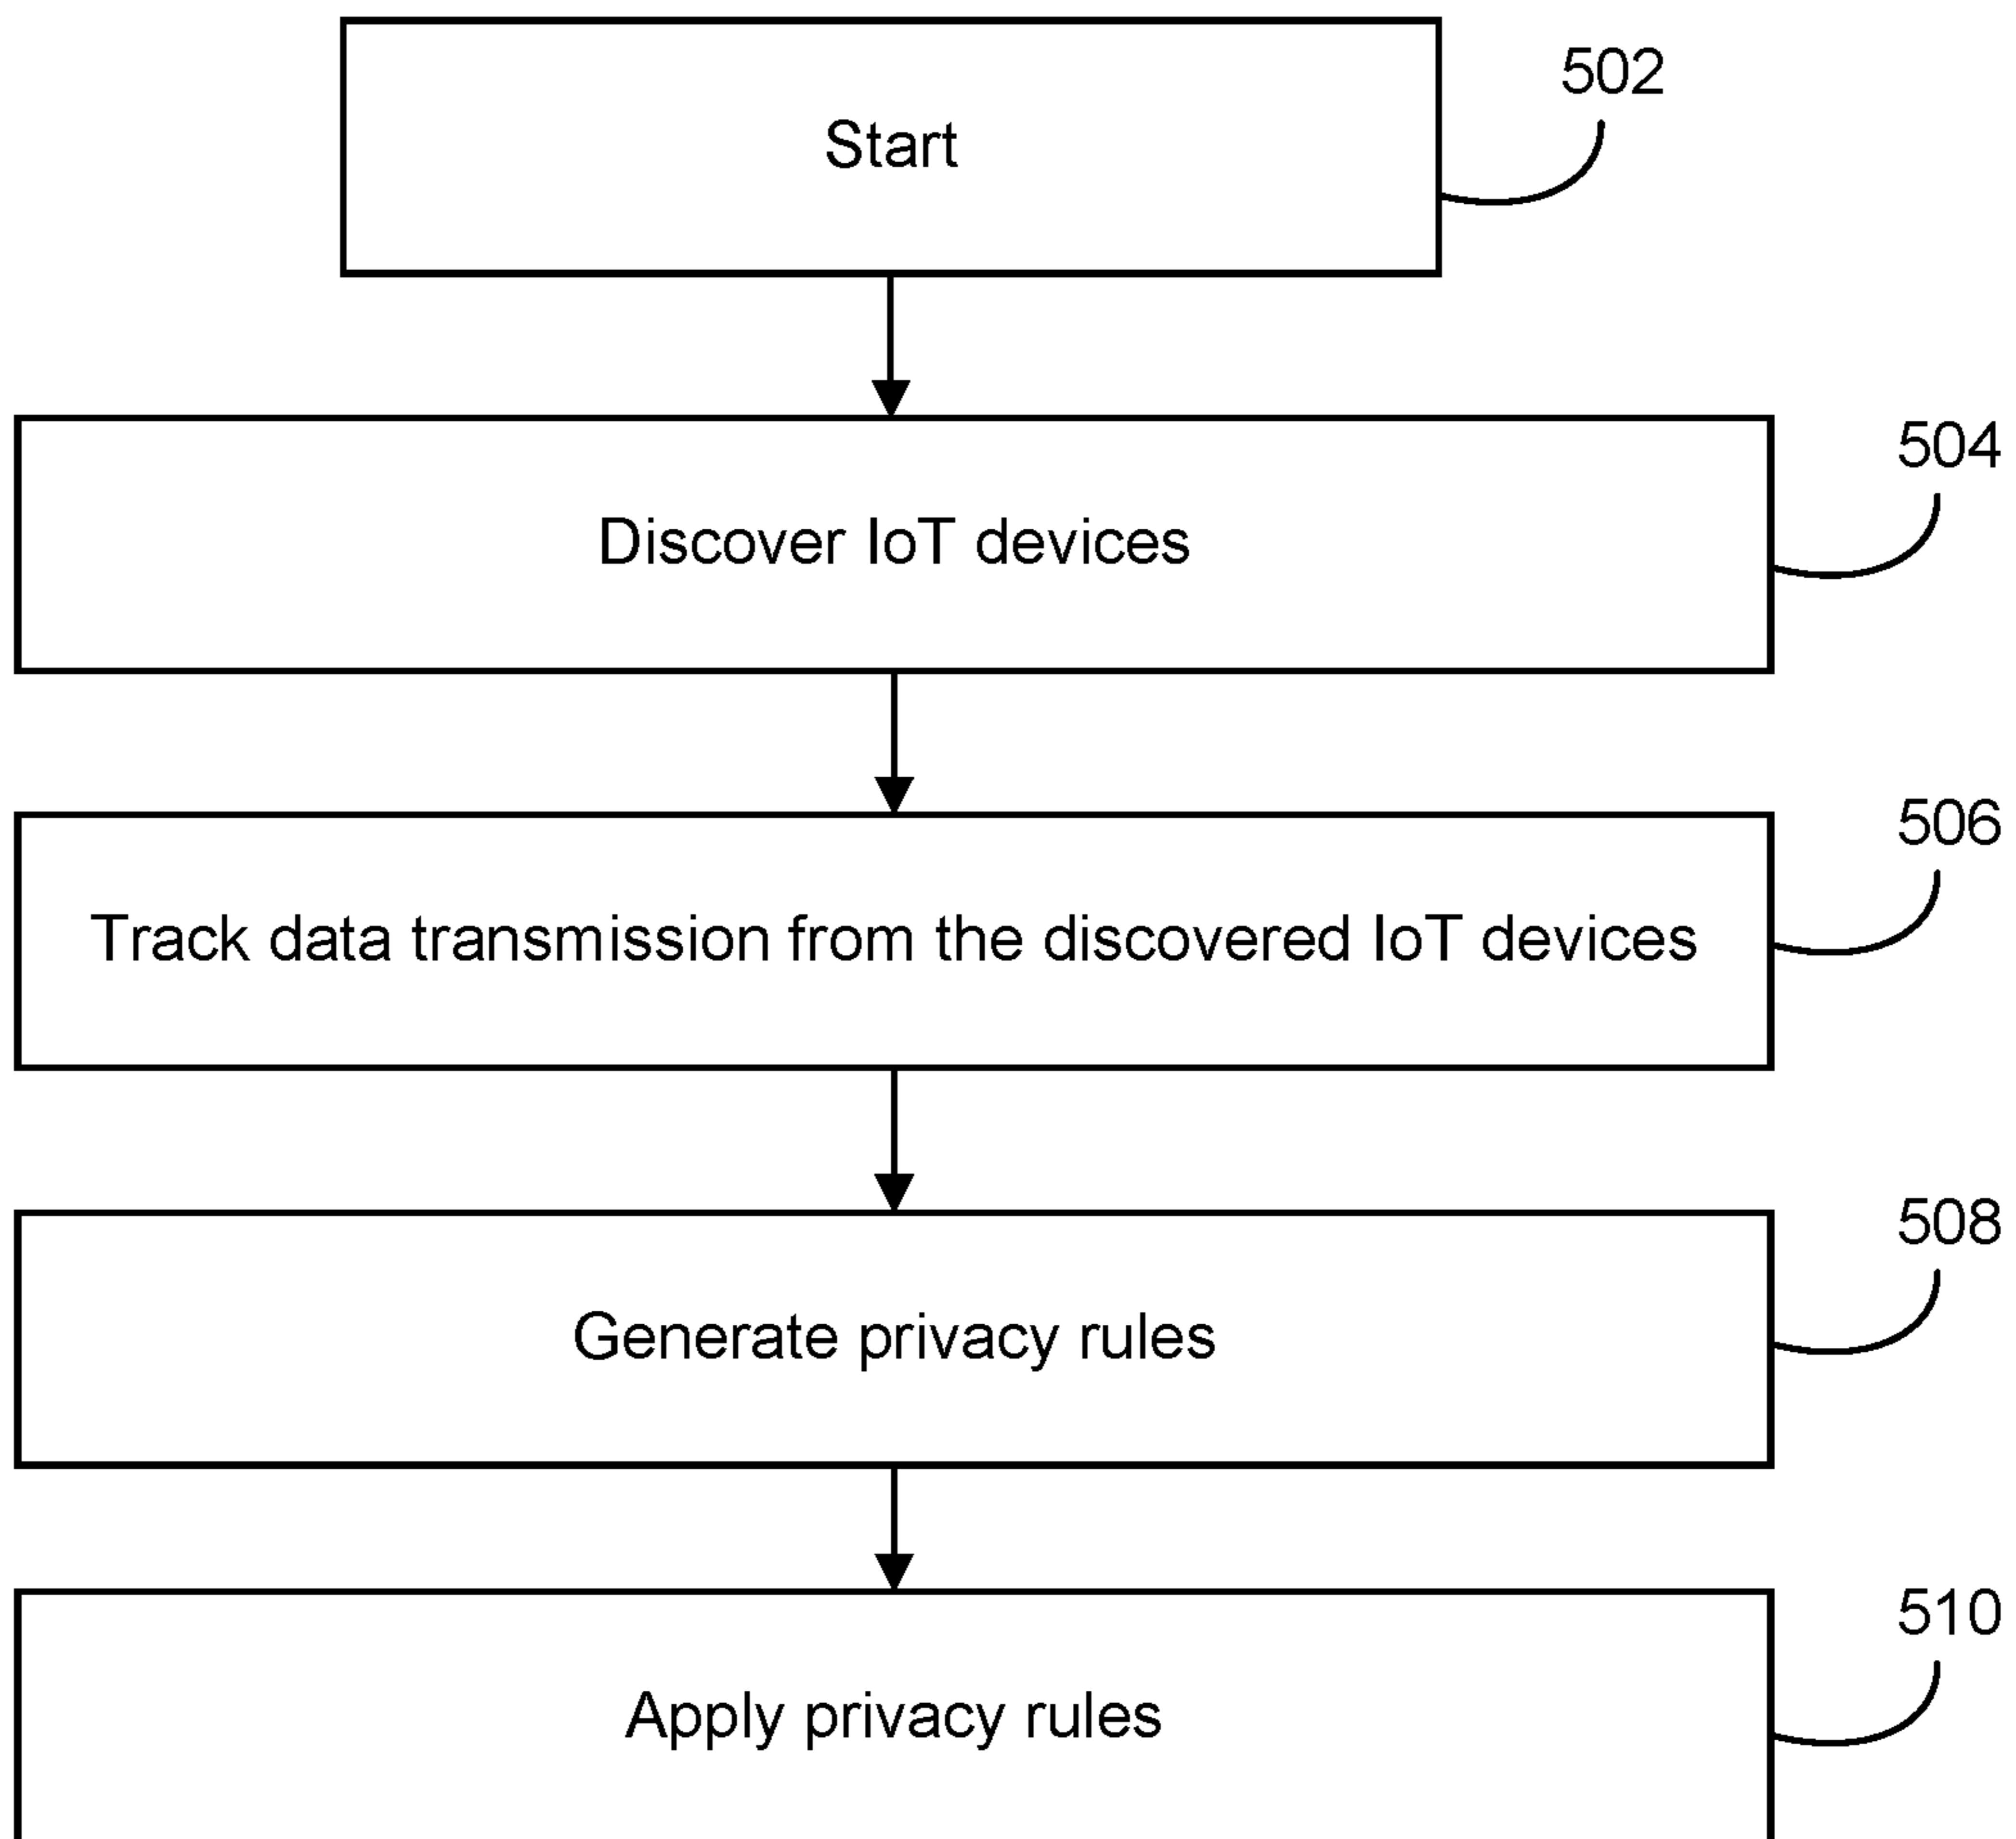 Start
502
Discover IoT devices
504
Track data transmission from the discovered IoT devices
506
Generate privacy rules
508
Apply privacy rules
510